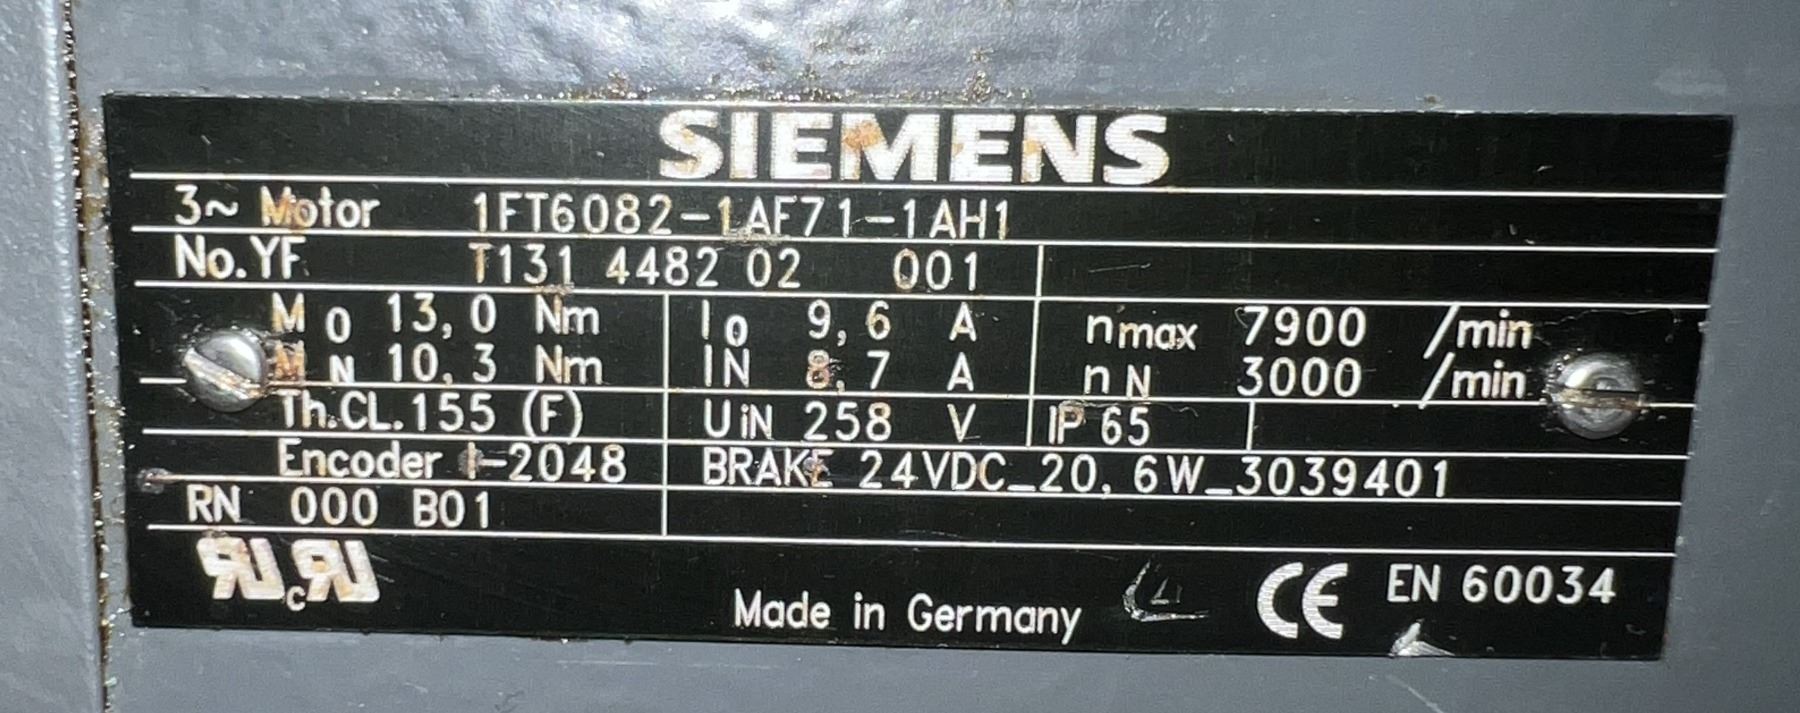 SIEMENS
3~ Motor 1FT6082-1AF71-1AH1
No.YF T131 4482 02 001
M0 13,0 Nm I0 9,6 A nmax 7900 /min
MN 10,3 Nm IN 8,7 A nN 3000 /min
Th.CL.155 (F) UiN 258 V IP 65
Encoder I-2048 BRAKE 24VDC_20,6W_3039401
RN 000 B01
RU cRU
Made in Germany CE EN 60034